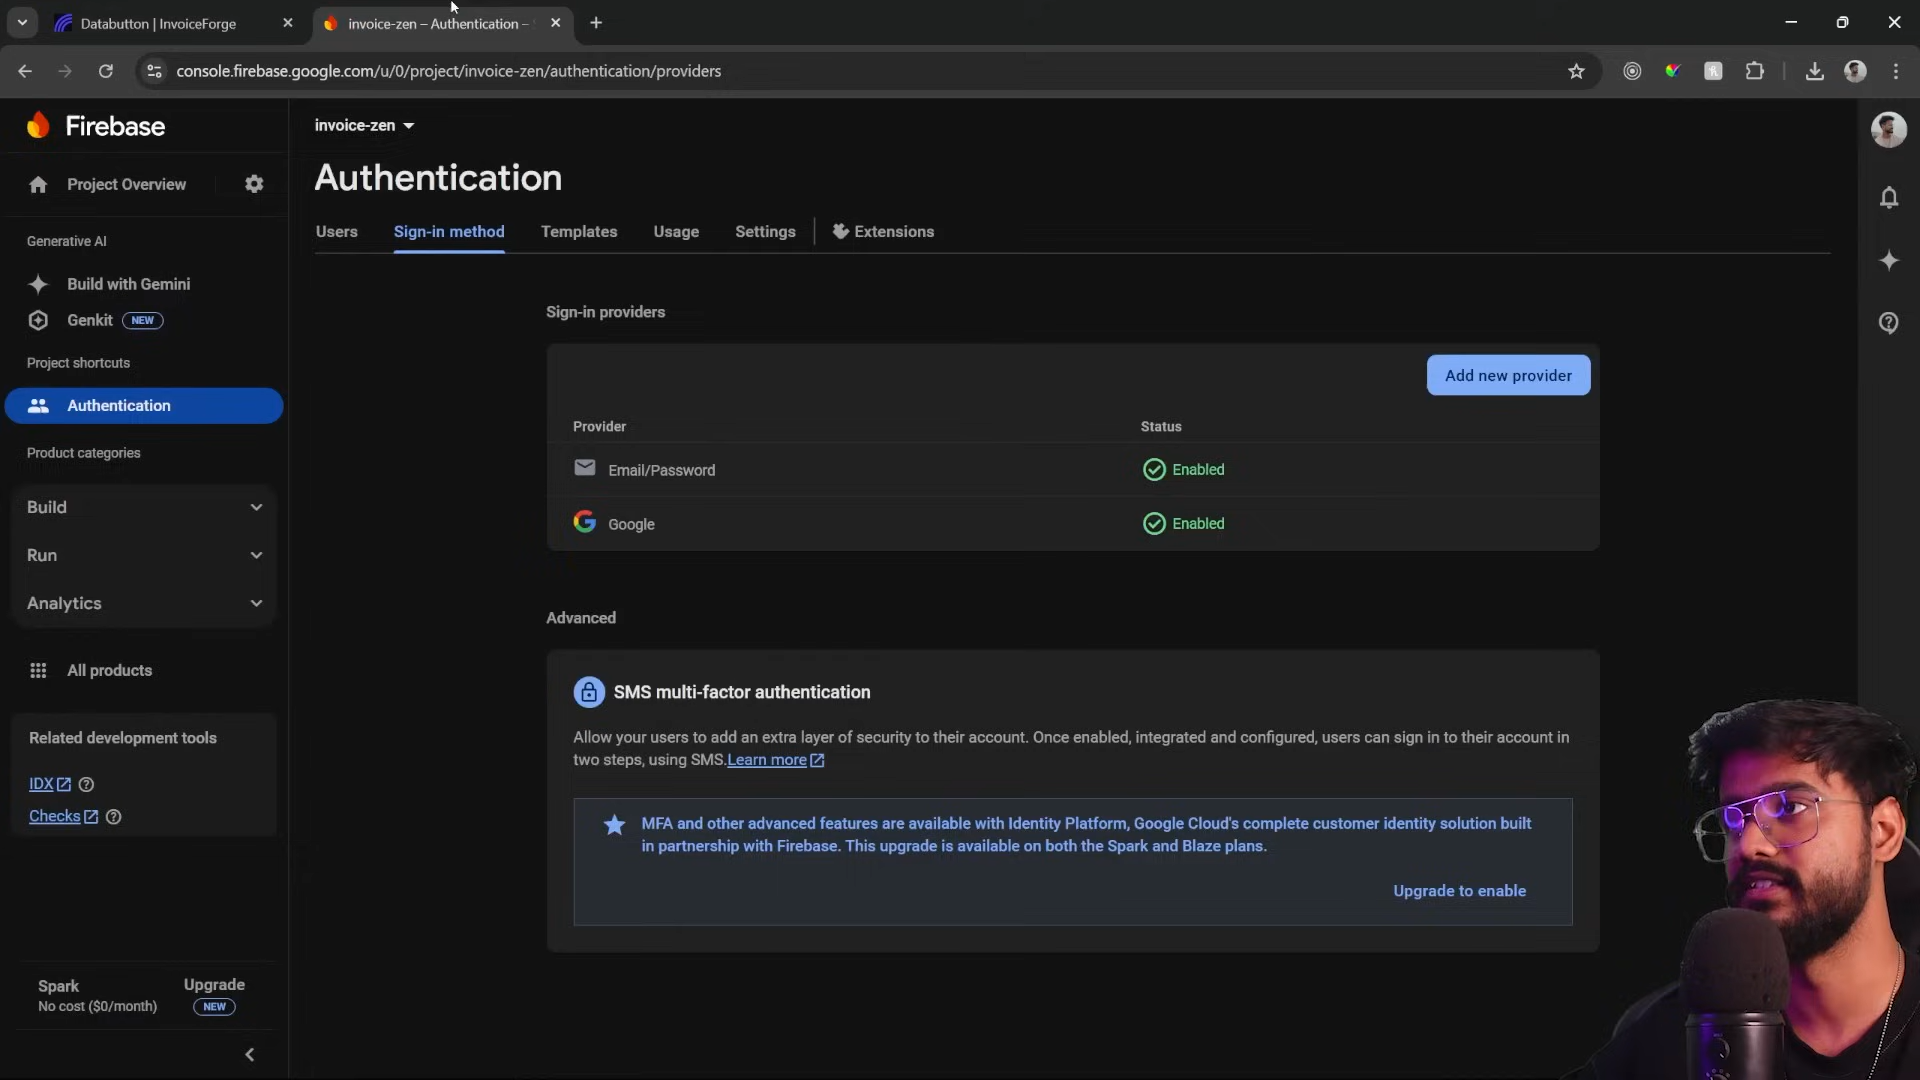 Databutton | InvoiceForge
invoice-zen – Authentication –
console.firebase.google.com/u/0/project/invoice-zen/authentication/providers
Firebase
Project Overview
Generative AI
Build with Gemini
Genkit NEW
Project shortcuts
Authentication
Product categories
Build
Run
Analytics
All products
Related development tools
IDX
Checks
Spark
No cost ($0/month)
Upgrade
NEW
invoice-zen
Authentication
Users Sign-in method Templates Usage Settings Extensions
Sign-in providers
Add new provider
Provider Status
Email/Password Enabled
Google Enabled
Advanced
SMS multi-factor authentication
Allow your users to add an extra layer of security to their account. Once enabled, integrated and configured, users can sign in to their account in
two steps, using SMS.Learn more
MFA and other advanced features are available with Identity Platform, Google Cloud's complete customer identity solution built
in partnership with Firebase. This upgrade is available on both the Spark and Blaze plans.
Upgrade to enable